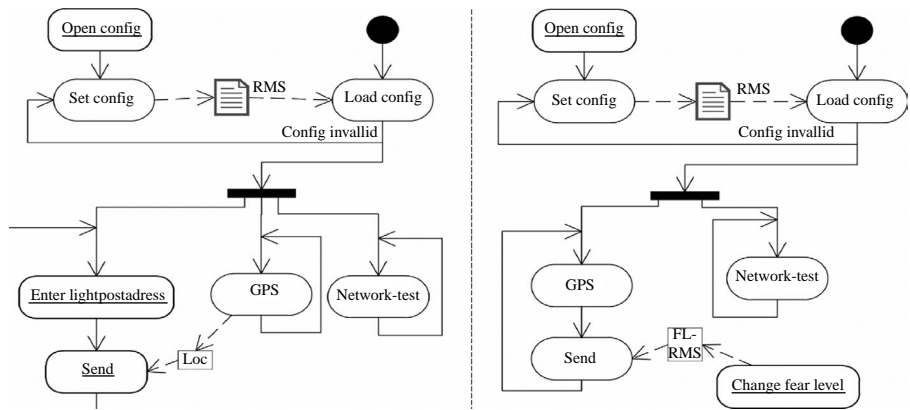 Open config
Set config
RMS
Load config
Config invallid
Enter lightpostadress
GPS
Network-test
Send
Loc
Open config
Set config
RMS
Load config
Config invallid
GPS
Network-test
Send
FL-
RMS
Change fear level